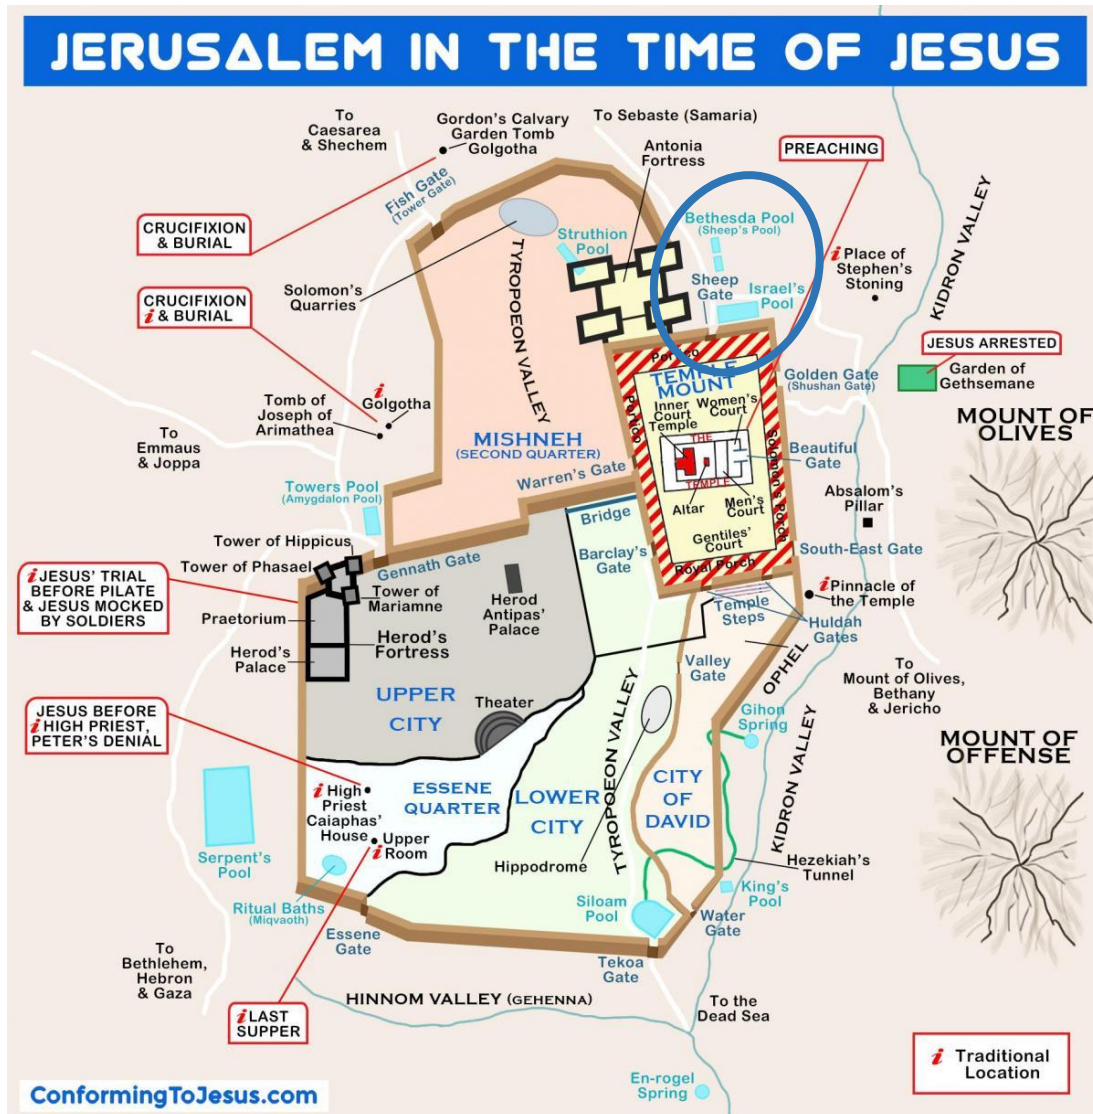 JERUSALEM IN THE TIME OF JESUS
To
Caesarea
& Shechem
Gordon's Calvary
Garden Tomb
Golgotha
To Sebaste (Samaria)
Antonia
Fortress
PREACHING
Fish Gate
(Tower Gate)
CRUCIFIXION
& BURIAL
Struthion
Pool
Bethesda Pool
(Sheep's Pool)
Sheep
Gate
Israel's
Pool
i Place of
Stephen's
Stoning
KIDRON VALLEY
Solomon's
Quarries
TYROPOEON VALLEY
CRUCIFIXION
i & BURIAL
JESUS ARRESTED
Garden of
Gethsemane
Golden Gate
(Shushan Gate)
Portico
TEMPLE
MOUNT
Inner
Court
Women's
Court
Temple
THE
TEMPLE
Portico
Solomon's Porch
Altar
Men's
Court
Gentiles'
Court
Royal Porch
Beautiful
Gate
i
Golgotha
Tomb of
Joseph of
Arimathea
To
Emmaus
& Joppa
MISHNEH
(SECOND QUARTER)
Warren's Gate
MOUNT OF
OLIVES
Towers Pool
(Amygdalon Pool)
Bridge
Barclay's
Gate
Absalom's
Pillar
South-East Gate
Tower of Hippicus
Tower of Phasael
Gennath Gate
Tower of
Mariamne
i JESUS' TRIAL
BEFORE PILATE
& JESUS MOCKED
BY SOLDIERS
Praetorium
Herod's
Palace
Herod's
Fortress
Herod
Antipas'
Palace
Temple
Steps
Huldah
Gates
i Pinnacle of
the Temple
Valley
Gate
OPHEL
To
Mount of Olives,
Bethany
& Jericho
UPPER
CITY
Theater
TYROPOEON VALLEY
Gihon
Spring
KIDRON VALLEY
MOUNT OF
OFFENSE
JESUS BEFORE
i HIGH PRIEST,
PETER'S DENIAL
i High
Priest
Caiaphas'
House
Upper
i Room
ESSENE
QUARTER
LOWER
CITY
CITY
OF
DAVID
Hippodrome
Hezekiah's
Tunnel
Serpent's
Pool
Ritual Baths
(Miqvaoth)
Essene
Gate
Siloam
Pool
King's
Pool
Water
Gate
Tekoa
Gate
To
Bethlehem,
Hebron
& Gaza
i LAST
SUPPER
HINNOM VALLEY (GEHENNA)
To the
Dead Sea
En-rogel
Spring
i Traditional
Location
ConformingToJesus.com